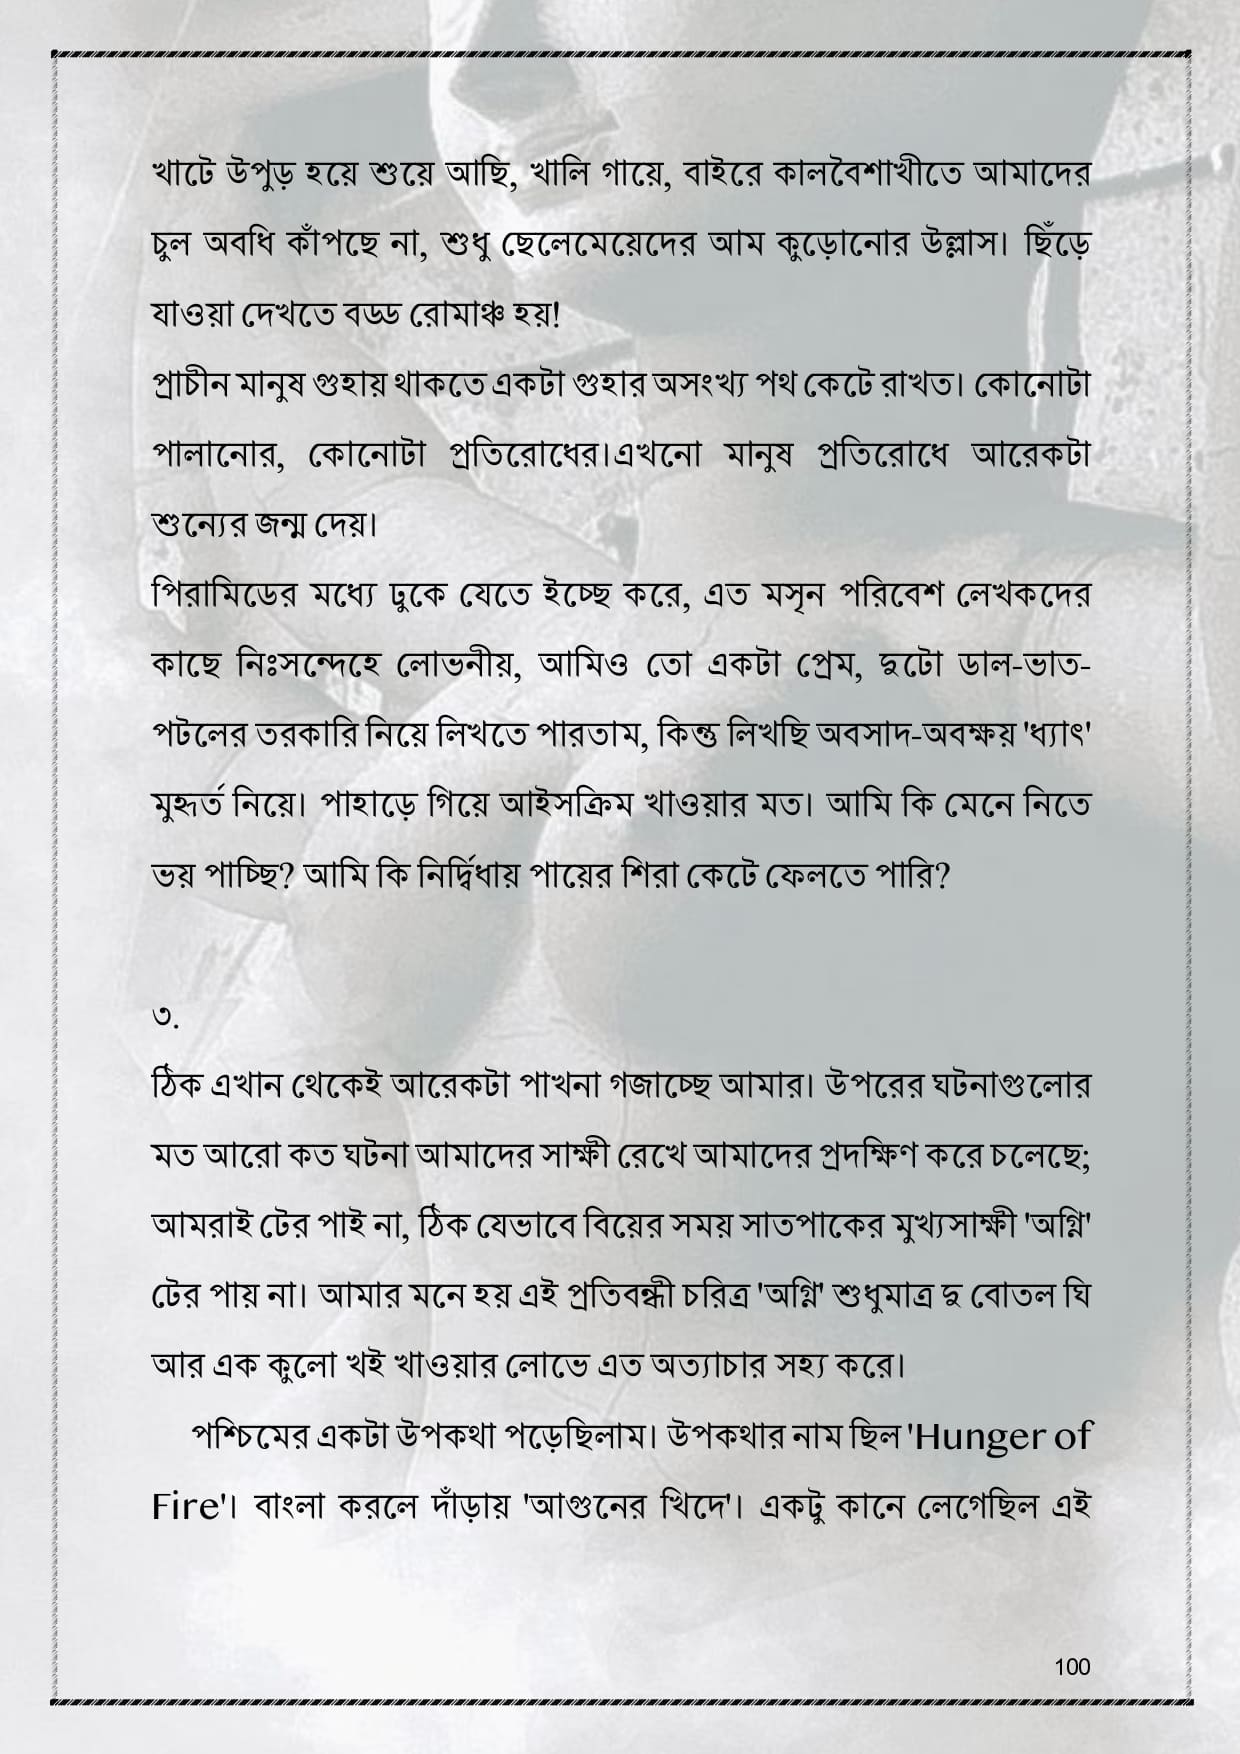 খাটে উপুড় হয়ে শুয়ে আছি, খালি গায়ে, বাইরে কালবৈশাখীতে আমাদের
চুল অবধি কাঁপছে না, শুধু ছেলেমেয়েদের আম কুড়োনোর উল্লাস। ছিঁড়ে
যাওয়া দেখতে বড্ড রোমাঞ্চ হয়!
প্রাচীন মানুষ গুহায় থাকতে একটা গুহার অসংখ্য পথ কেটে রাখত। কোনোটা
পালানোর, কোনোটা প্রতিরোধের।এখনো মানুষ প্রতিরোধে আরেকটা
শুন্যের জন্ম দেয়।
পিরামিডের মধ্যে ঢুকে যেতে ইচ্ছে করে, এত মসৃন পরিবেশ লেখকদের
কাছে নিঃসন্দেহে লোভনীয়, আমিও তো একটা প্রেম, দুটো ডাল-ভাত-
পটলের তরকারি নিয়ে লিখতে পারতাম, কিন্তু লিখছি অবসাদ-অবক্ষয় 'ধ্যাৎ'
মুহূর্ত নিয়ে। পাহাড়ে গিয়ে আইসক্রিম খাওয়ার মত। আমি কি মেনে নিতে
ভয় পাচ্ছি? আমি কি নির্দ্বিধায় পায়ের শিরা কেটে ফেলতে পারি?
৩.
ঠিক এখান থেকেই আরেকটা পাখনা গজাচ্ছে আমার। উপরের ঘটনাগুলোর
মত আরো কত ঘটনা আমাদের সাক্ষী রেখে আমাদের প্রদক্ষিণ করে চলেছে;
আমরাই টের পাই না, ঠিক যেভাবে বিয়ের সময় সাতপাকের মুখ্যসাক্ষী 'অগ্নি'
টের পায় না। আমার মনে হয় এই প্রতিবন্ধী চরিত্র 'অগ্নি' শুধুমাত্র দু বোতল ঘি
আর এক কুলো খই খাওয়ার লোভে এত অত্যাচার সহ্য করে।
পশ্চিমের একটা উপকথা পড়েছিলাম। উপকথার নাম ছিল 'Hunger of
Fire'। বাংলা করলে দাঁড়ায় 'আগুনের খিদে'। একটু কানে লেগেছিল এই
100